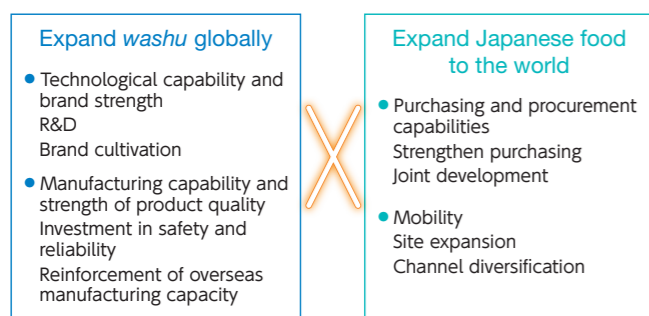 Expand washu globally
● Technological capability and
brand strength
R&D
Brand cultivation
● Manufacturing capability and
strength of product quality
Investment in safety and
reliability
Reinforcement of overseas
manufacturing capacity
Expand Japanese food
to the world
● Purchasing and procurement
capabilities
Strengthen purchasing
Joint development
● Mobility
Site expansion
Channel diversification